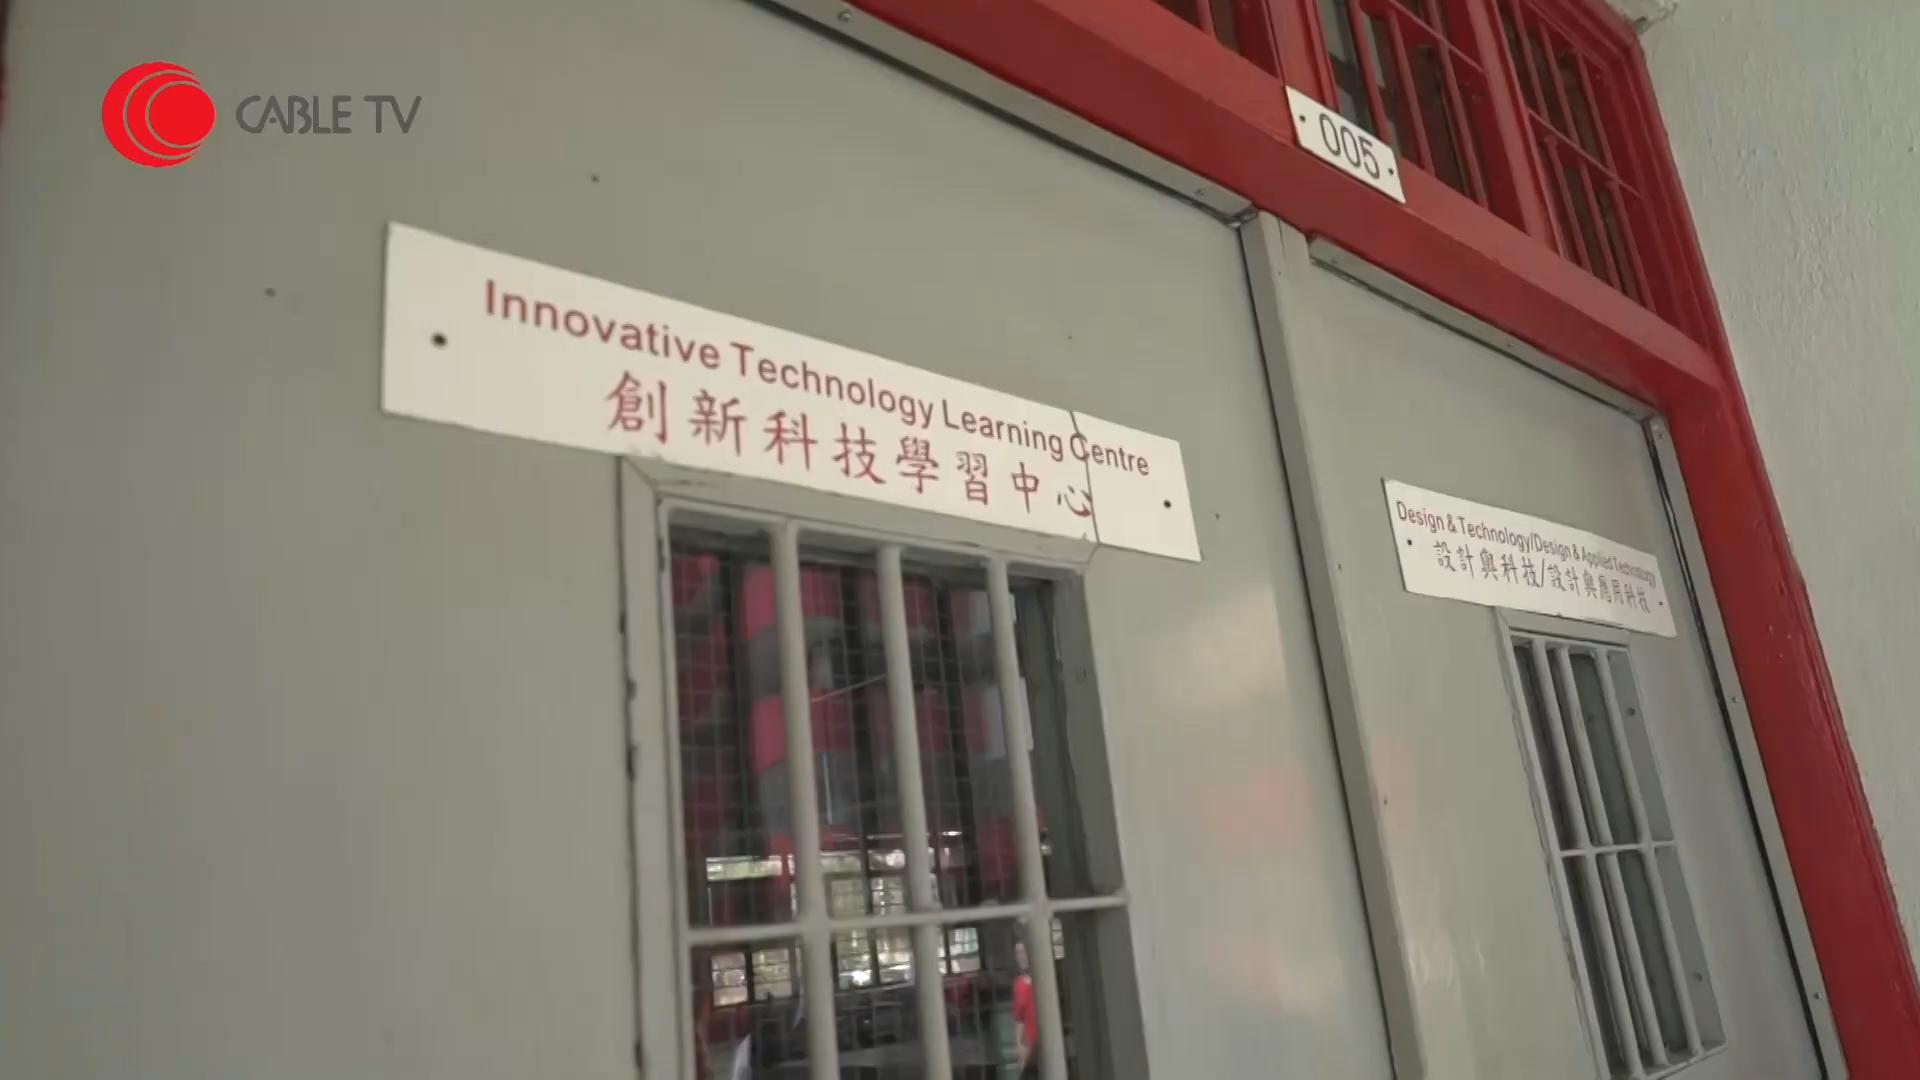 CABLE TV
005
Innovative Technology Learning Centre
創新科技學習中心
Design & Technology/Design & Applied Technology
設計與科技/設計與應用科技